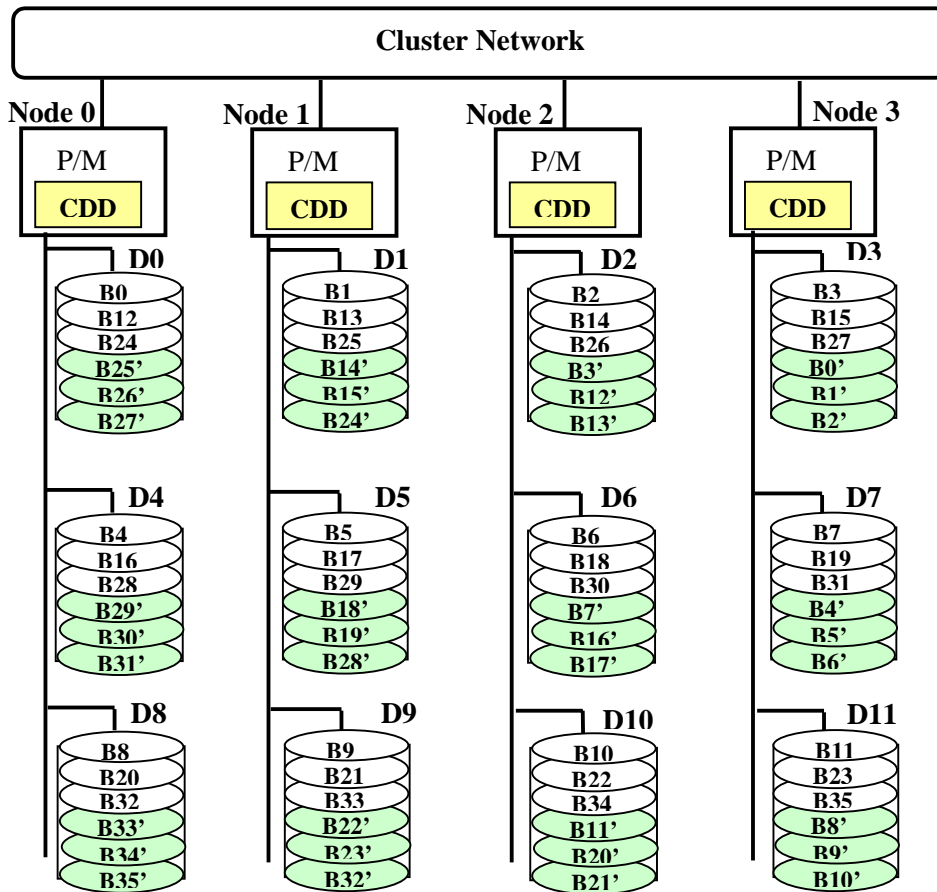 Cluster Network
Node 0
Node 1
Node 2
Node 3
P/M
P/M
P/M
P/M
CDD
CDD
CDD
CDD
D0
D1
D2
D3
B0
B12
B24
B25’
B26’
B27’
B1
B13
B25
B14’
B15’
B24’
B2
B14
B26
B3’
B12’
B13’
B3
B15
B27
B0’
B1’
B2’
D4
D5
D6
D7
B4
B16
B28
B29’
B30’
B31’
B5
B17
B29
B18’
B19’
B28’
B6
B18
B30
B7’
B16’
B17’
B7
B19
B31
B4’
B5’
B6’
D8
D9
D10
D11
B8
B20
B32
B33’
B34’
B35’
B9
B21
B33
B22’
B23’
B32’
B10
B22
B34
B11’
B20’
B21’
B11
B23
B35
B8’
B9’
B10’